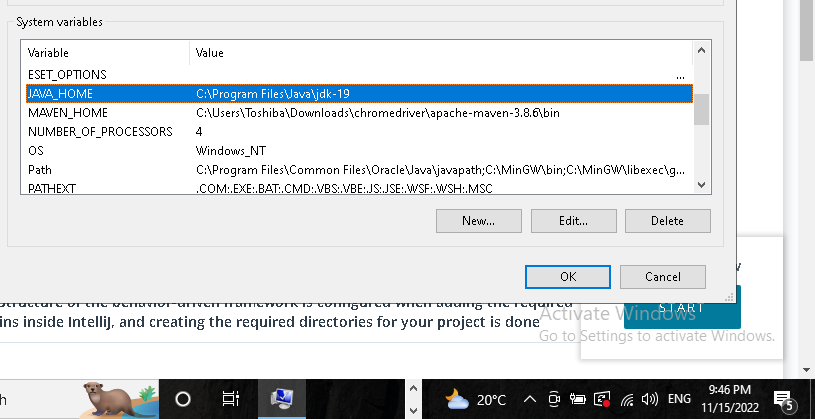 System variables
Variable Value
ESET_OPTIONS ...
JAVA_HOME C:\Program Files\Java\jdk-19
MAVEN_HOME C:\Users\Toshiba\Downloads\chromedriver\apache-maven-3.8.6\bin
NUMBER_OF_PROCESSORS 4
OS Windows_NT
Path C:\Program Files\Common Files\Oracle\Java\javapath;C:\MinGW\bin;C:\MinGW\libexec\g...
PATHEXT .COM;.EXE;.BAT;.CMD;.VBS;.VBE;.JS;.JSE;.WSF;.WSH;.MSC
New... Edit... Delete
OK Cancel
structure of the behavior-driven framework is configured when adding the required
ins inside IntelliJ, and creating the required directories for your project is done
START
Activate Windows
Go to Settings to activate Windows.
h
20°C
ENG
9:46 PM
11/15/2022
5